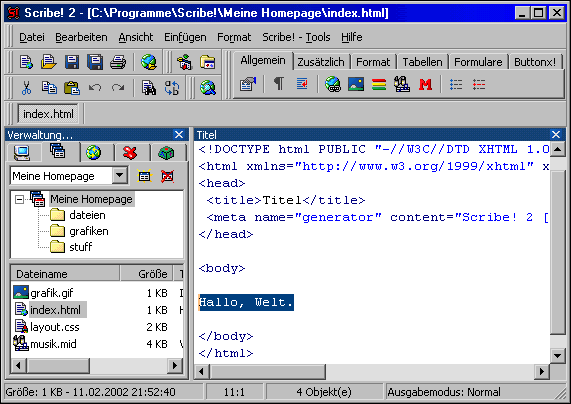 Scribe! 2 - [C:\Programme\Scribe!\Meine Homepage\index.html]
Datei Bearbeiten Ansicht Einfügen Format Scribe! - Tools Hilfe
Allgemein Zusätzlich Format Tabellen Formulare Buttonx!
index.html
Verwaltung...
Meine Homepage
Meine Homepage
dateien
grafiken
stuff
Dateiname Größe T
grafik.gif 1 KB
index.html 1 KB
layout.css 2 KB
musik.mid 4 KB
Titel
<!DOCTYPE html PUBLIC "-//W3C//DTD XHTML 1.0
<html xmlns="http://www.w3.org/1999/xhtml" x
<head>
<title>Titel</title>
<meta name="generator" content="Scribe! 2 [
</head>
<body>
Hallo, Welt.
</body>
</html>
Größe: 1 KB - 11.02.2002 21:52:40 11:1 4 Objekt(e) Ausgabemodus: Normal